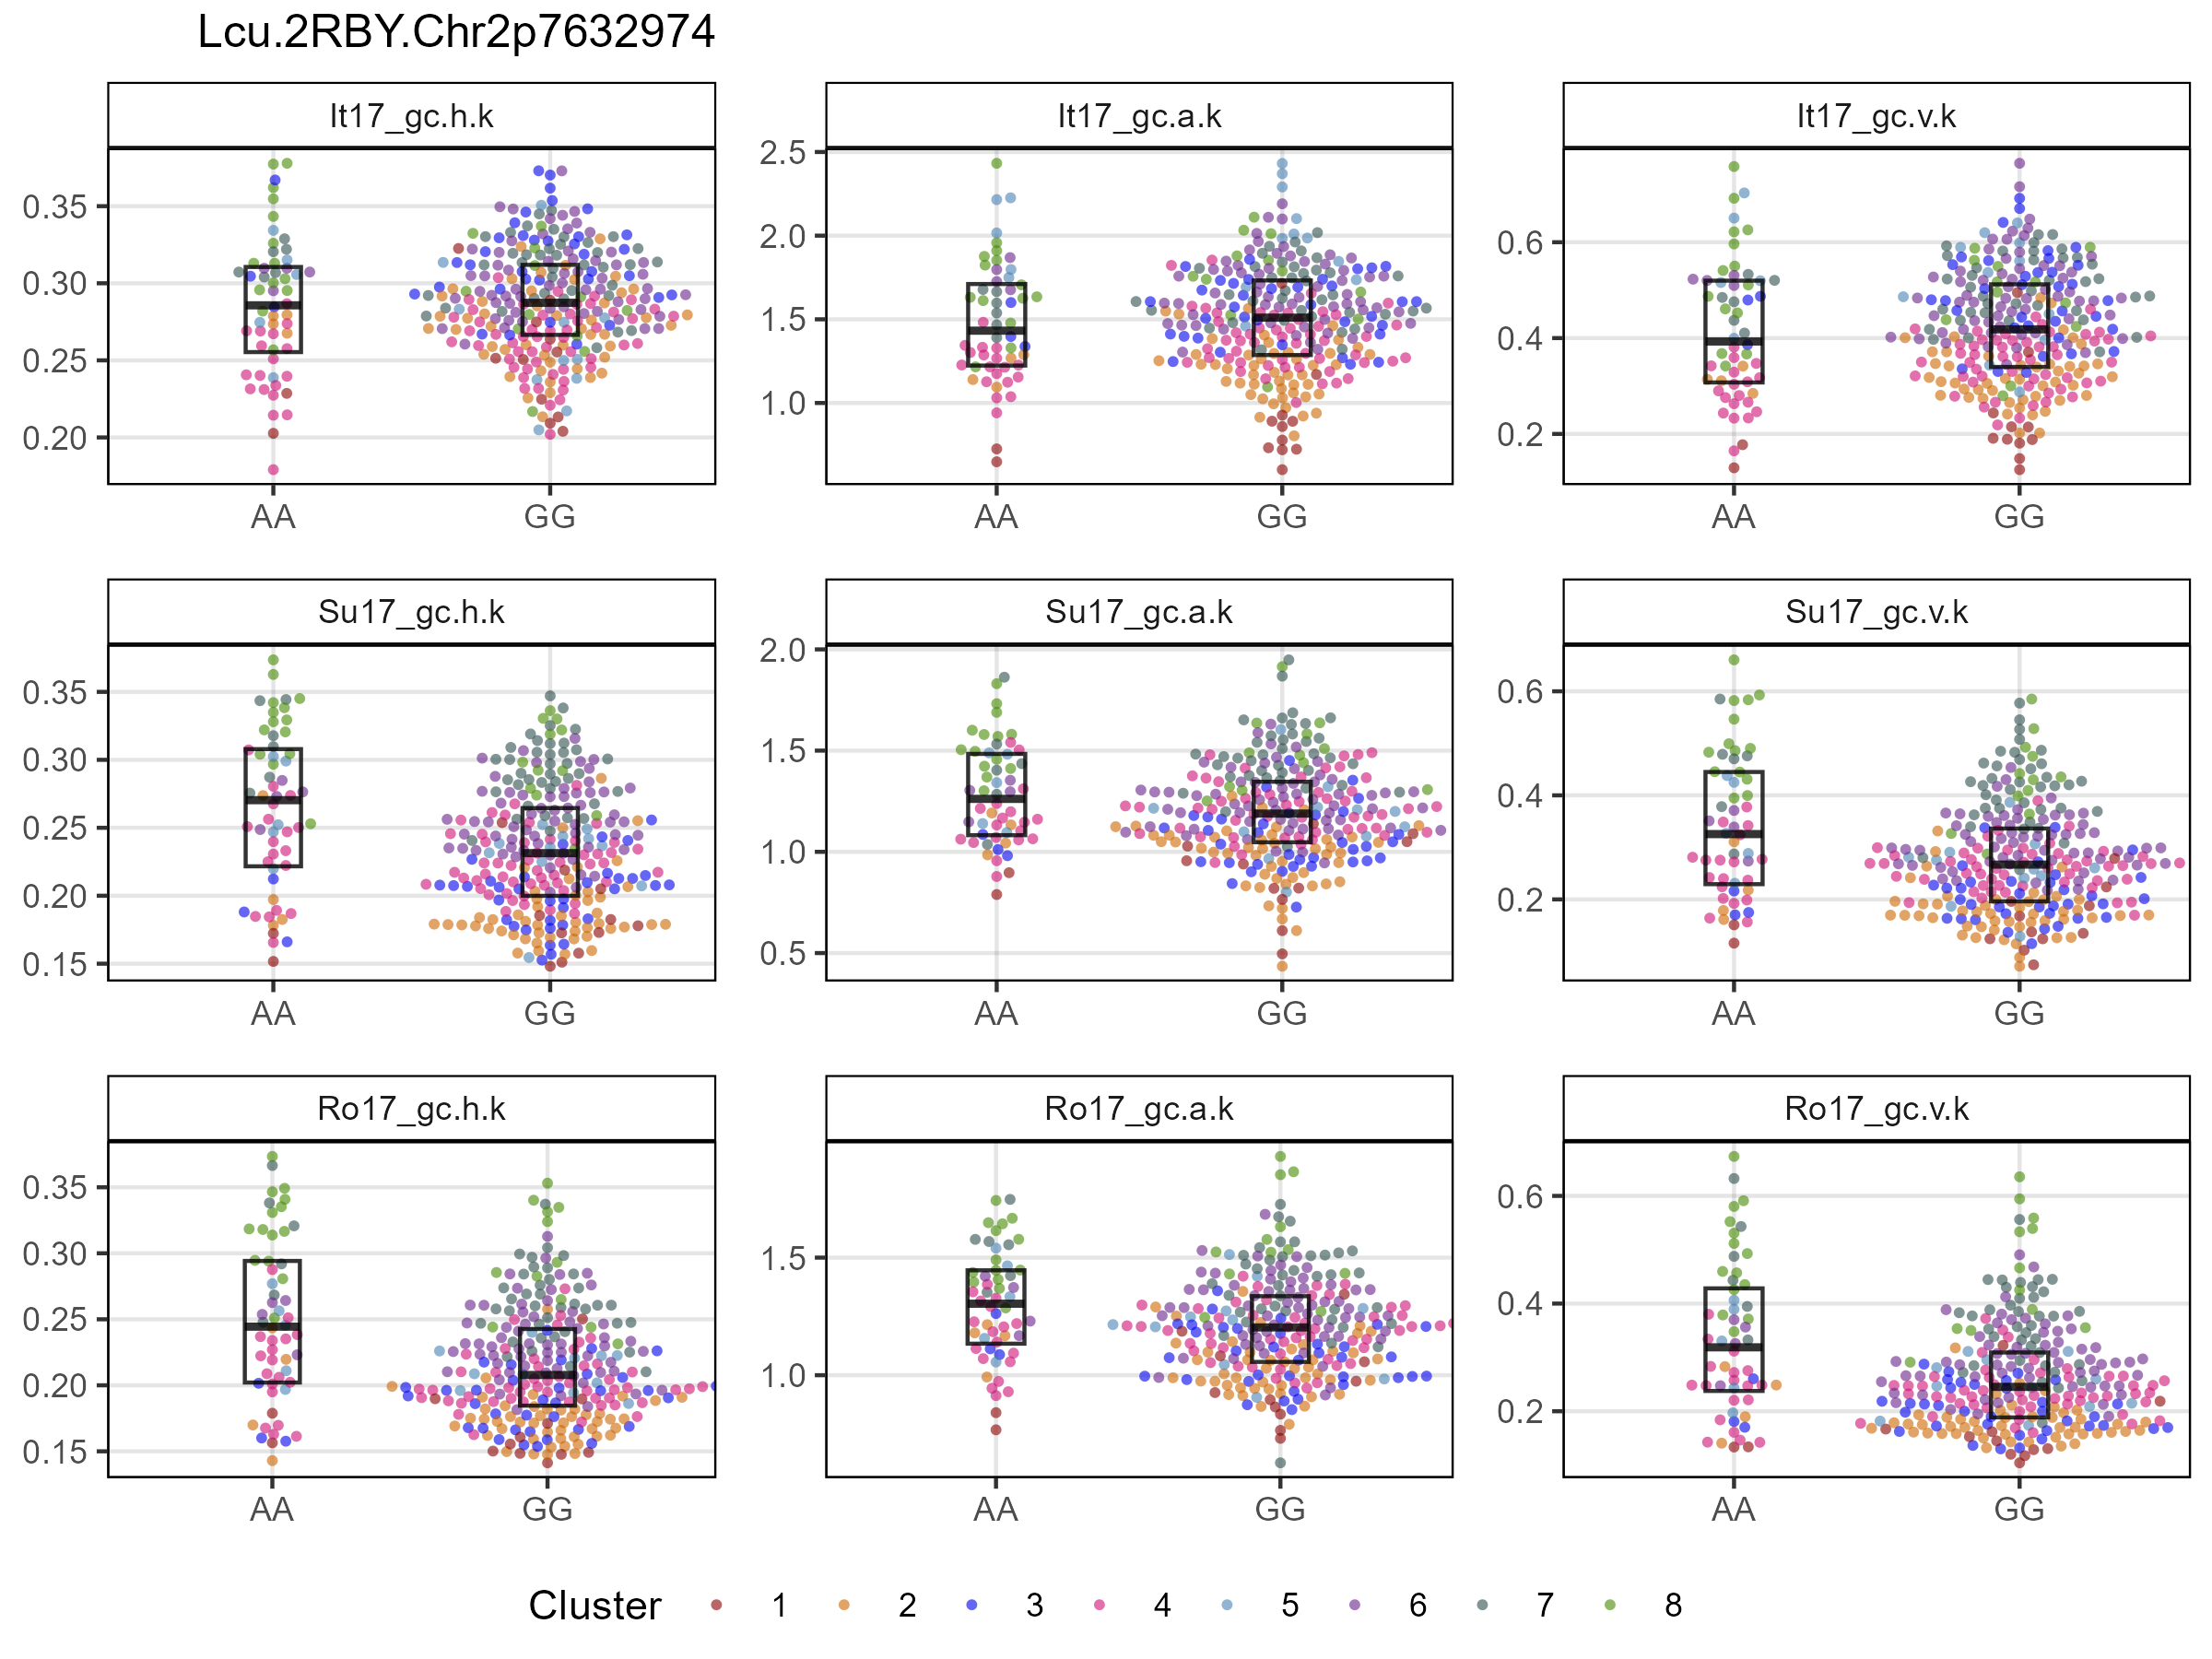 Lcu.2RBY.Chr2p7632974
It17_gc.h.k
It17_gc.a.k
It17_gc.v.k
0.35
0.30
0.25
0.20
AA
GG
2.5
2.0
1.5
1.0
AA
GG
0.6
0.4
0.2
AA
GG
Su17_gc.h.k
Su17_gc.a.k
Su17_gc.v.k
0.35
0.30
0.25
0.20
0.15
AA
GG
2.0
1.5
1.0
0.5
AA
GG
0.6
0.4
0.2
AA
GG
Ro17_gc.h.k
Ro17_gc.a.k
Ro17_gc.v.k
0.35
0.30
0.25
0.20
0.15
AA
GG
1.5
1.0
AA
GG
0.6
0.4
0.2
AA
GG
Cluster 1 2 3 4 5 6 7 8